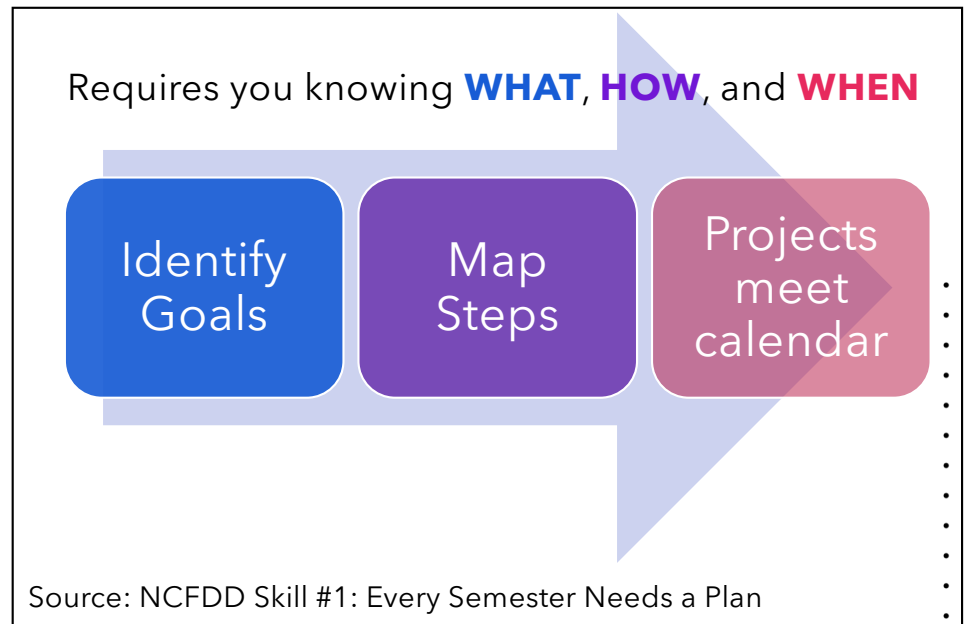 Requires you knowing WHAT, HOW, and WHEN
Identify
Goals
Map
Steps
Projects
meet
calendar
Source: NCFDD Skill #1: Every Semester Needs a Plan